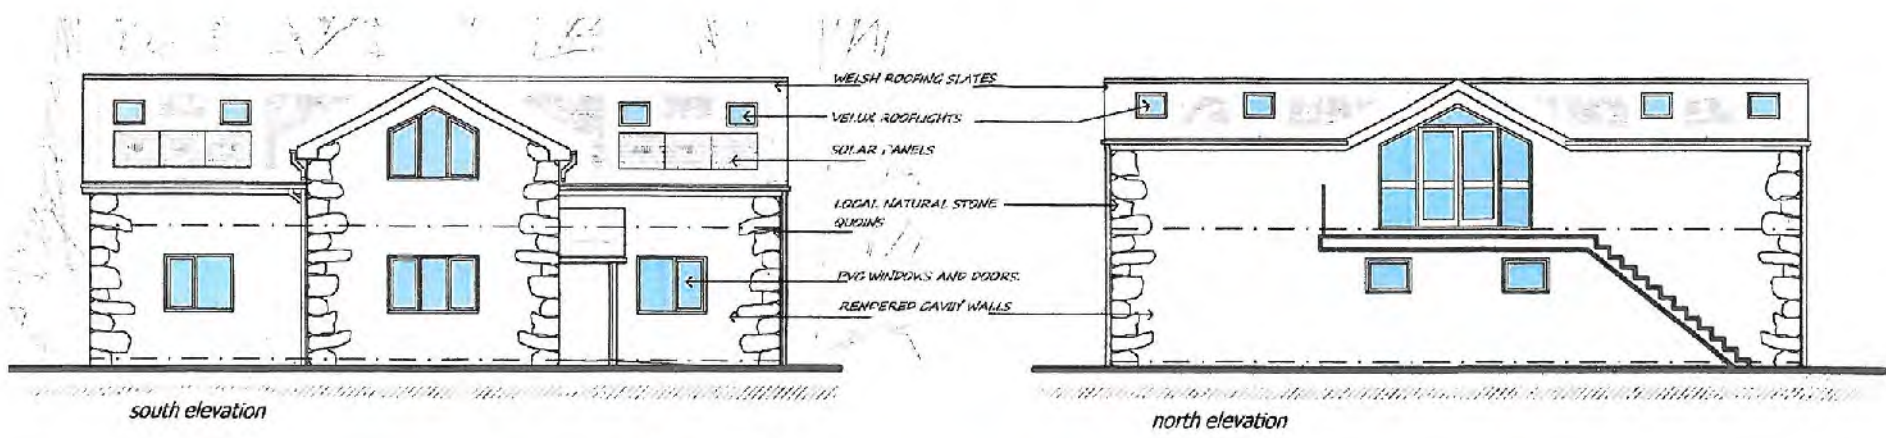 WELSH ROOFING SLATES
VELUX ROOFLIGHTS
SOLAR PANELS
LOCAL NATURAL STONE
QUOINS
PVC WINDOWS AND DOORS.
RENDERED CAVITY WALLS
south elevation
north elevation